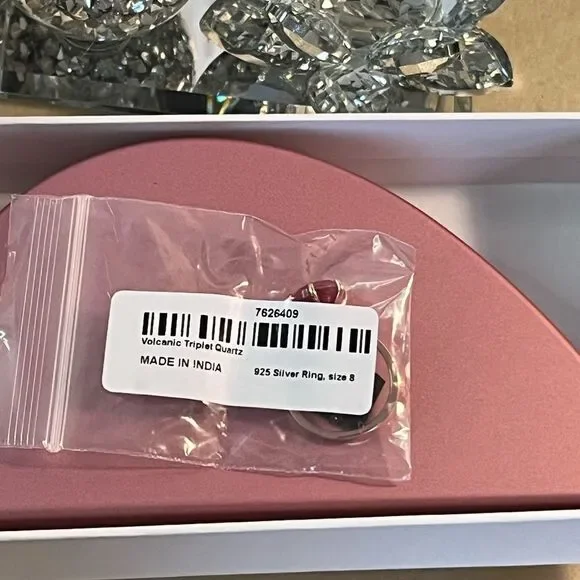 7626409
Volcanic Triplet Quartz
MADE IN INDIA
925 Silver Ring, size 8